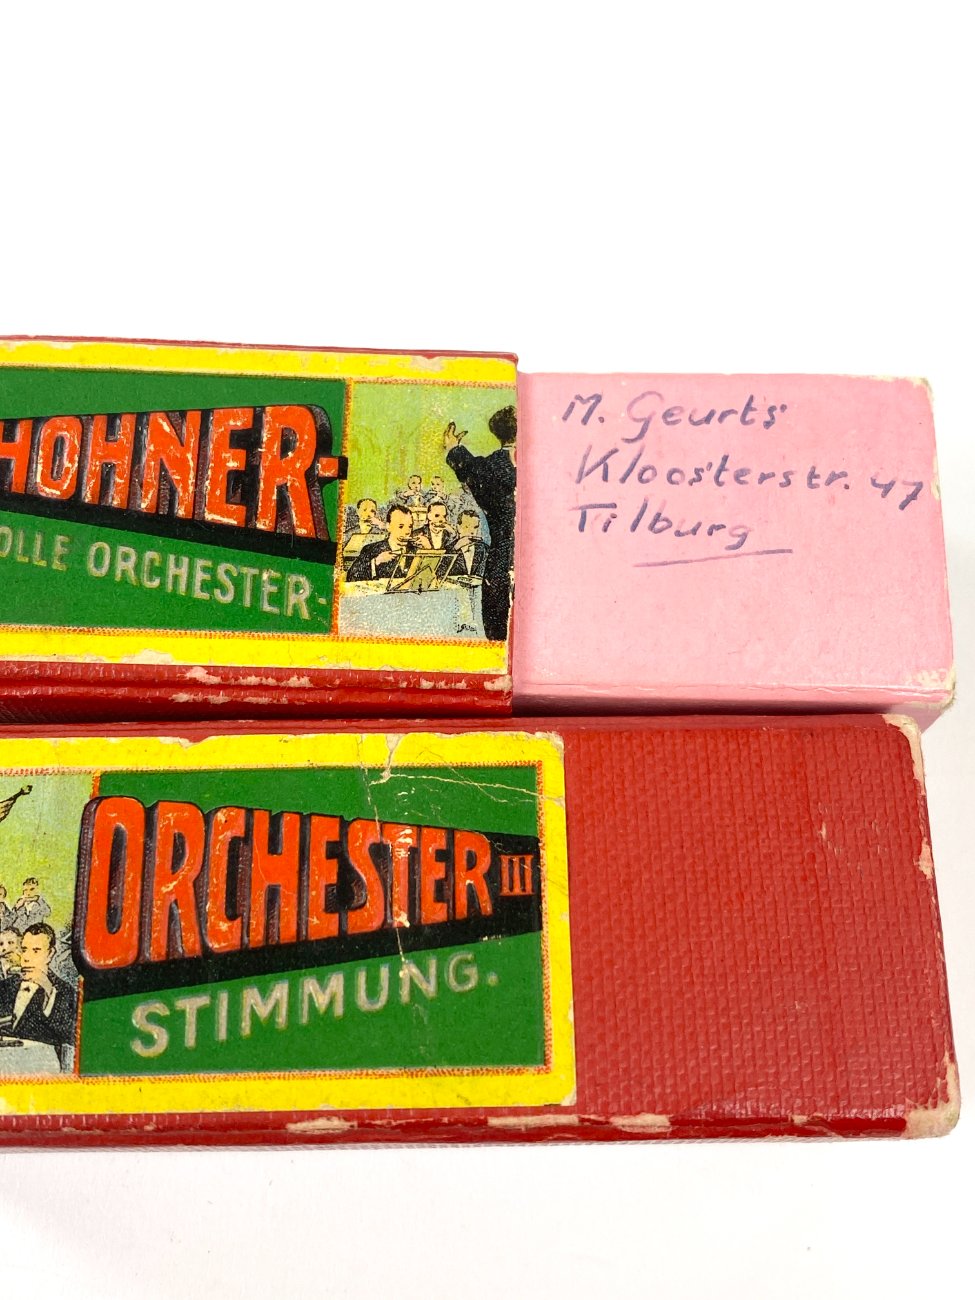 HOHNER-
OLLE ORCHESTER-
M. Geurts
Kloosterstr. 47
Tilburg
ORCHESTER III
STIMMUNG.